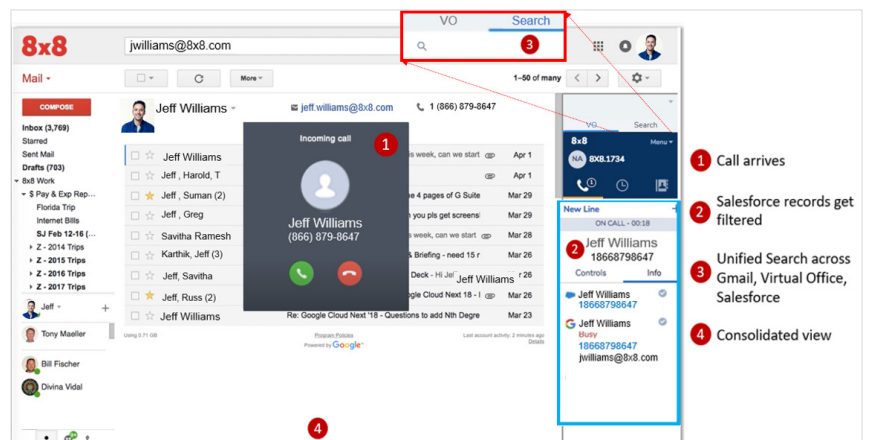 VO Search
8x8
jwilliams@8x8.com
3
Mail
More
1–50 of many
COMPOSE
Jeff Williams
jeff.williams@8x8.com
1 (866) 879-8647
VO Search
Inbox (3,769)
Starred
Sent Mail
Drafts (703)
8x8 Work
$ Pay & Exp Rep...
Florida Trip
Internet Bills
SJ Feb 12-16 (...
Z - 2014 Trips
Z - 2015 Trips
Z - 2016 Trips
Z - 2017 Trips
Jeff
+
Tony Maeller
Bill Fischer
Divina Vidal
Jeff Williams
is week, can we start
Apr 1
Jeff , Harold, T
Apr 1
Jeff , Suman (2)
e 4 pages of G Suite
Mar 29
Jeff , Greg
you pls get screens
Mar 29
Savitha Ramesh
s week, can we start
Mar 28
Karthik, Jeff (3)
& Briefing - need 15 r
Mar 26
Jeff, Savitha
Deck - Hi Jef
Jeff Williams
r 26
Jeff, Russ (2)
ogle Cloud Next 18 - I
Mar 26
Jeff Williams
Re: Google Cloud Next '18 - Questions to add Nth Degre
Mar 23
Using 0.71 GB
Program Policies
Powered by Google
Last account activity: 2 minutes ago
Details
Incoming call
1
Jeff Williams
(866) 879-8647
8x8
Menu
NA 8X8.1734
1
New Line
+
ON CALL - 00:18
2
Jeff Williams
18668798647
Controls Info
Jeff Williams
18668798647
Jeff Williams
Busy
18668798647
jwilliams@8x8.com
4
1 Call arrives
2 Salesforce records get
filtered
3 Unified Search across
Gmail, Virtual Office,
Salesforce
4 Consolidated view